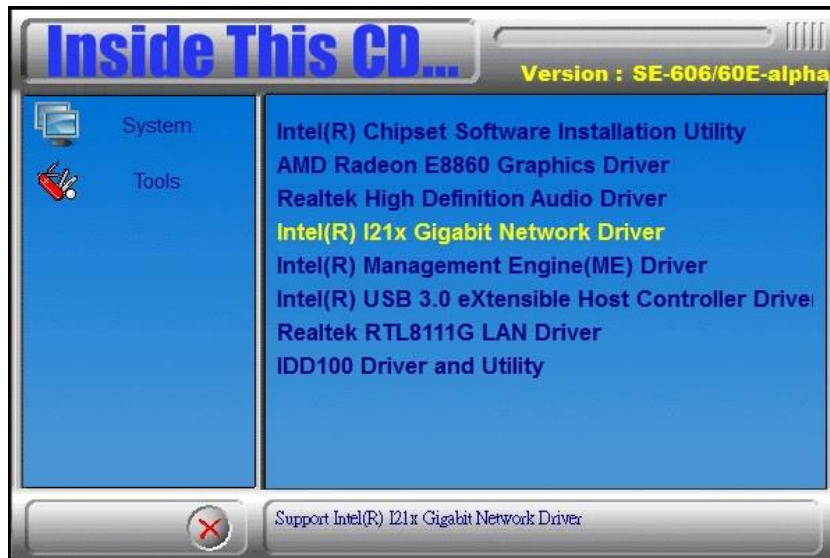 Inside This CD...
Version : SE-606/60E-alpha
System
Tools
Intel(R) Chipset Software Installation Utility
AMD Radeon E8860 Graphics Driver
Realtek High Definition Audio Driver
Intel(R) I21x Gigabit Network Driver
Intel(R) Management Engine(ME) Driver
Intel(R) USB 3.0 eXtensible Host Controller Driver
Realtek RTL8111G LAN Driver
IDD100 Driver and Utility
Support Intel(R) I21x Gigabit Network Driver